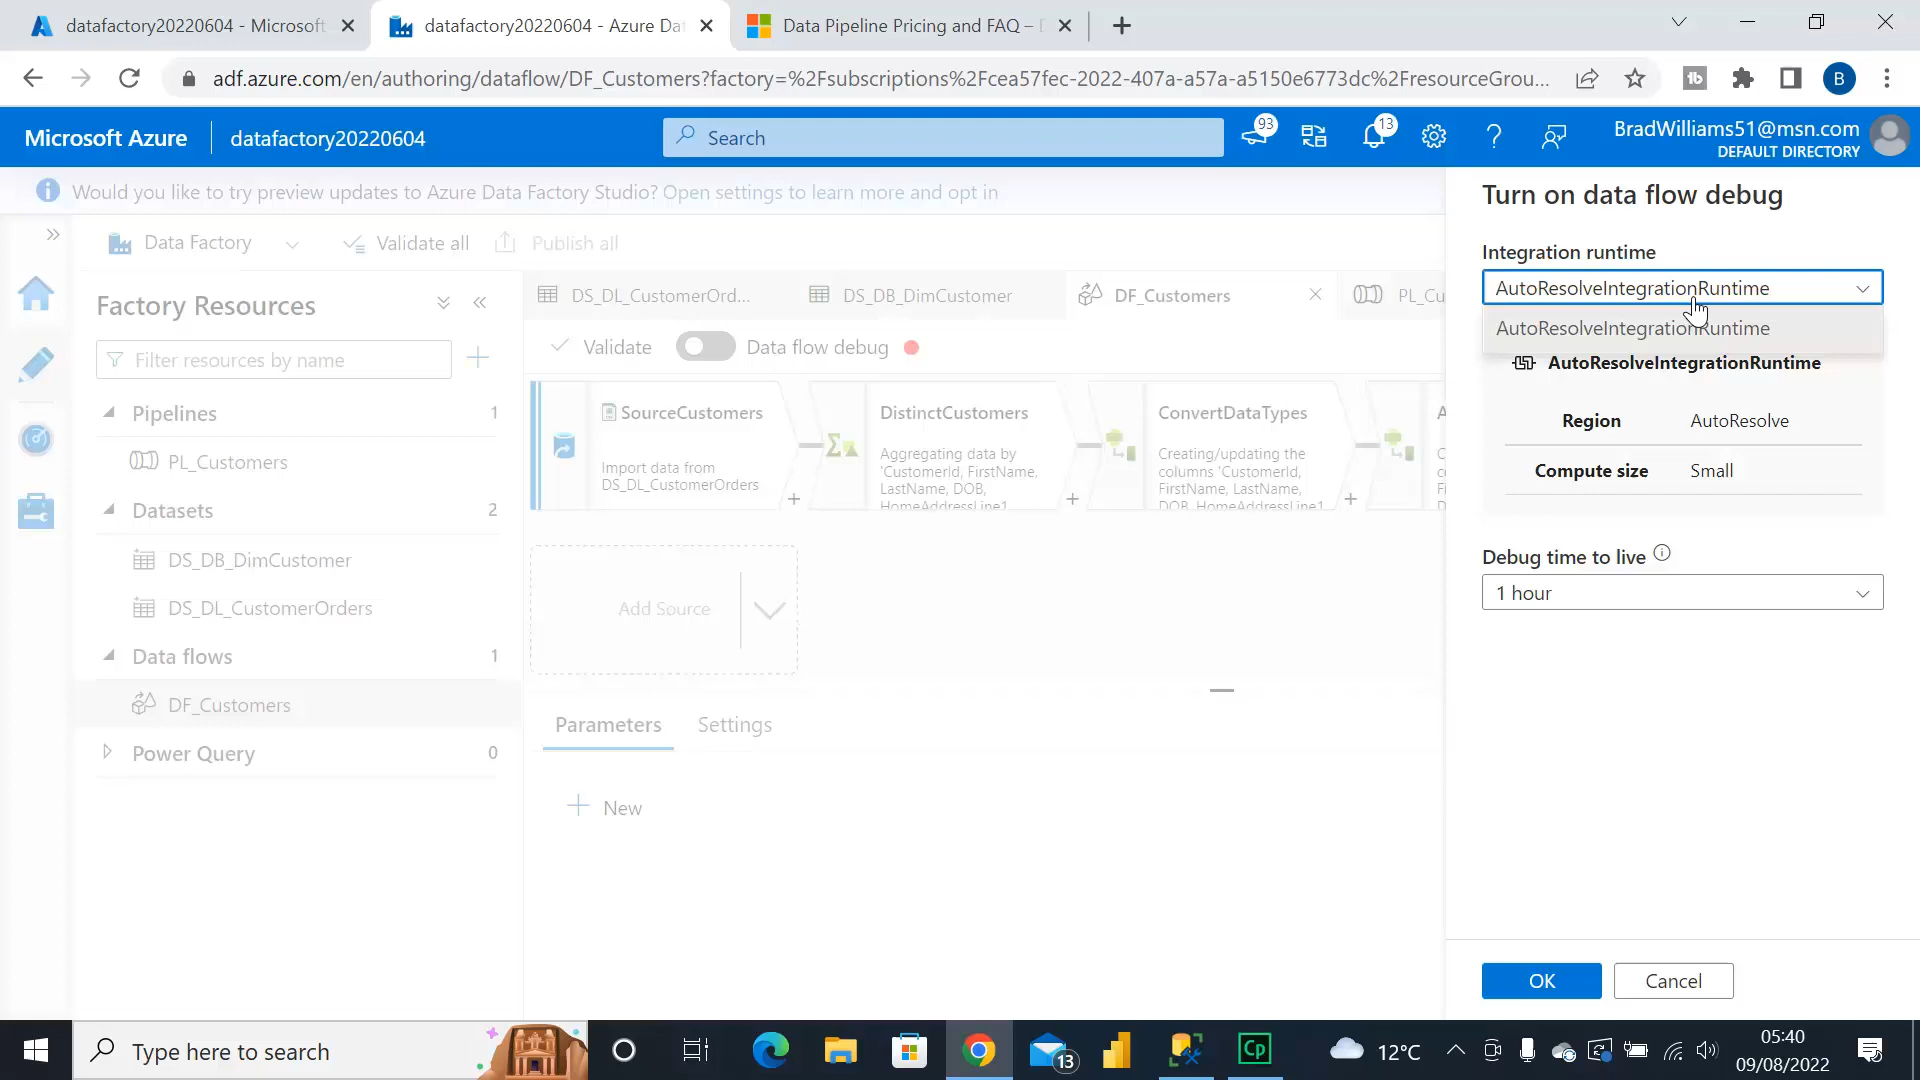 datafactory20220604 - Microsoft
datafactory20220604 - Azure Dat
Data Pipeline Pricing and FAQ –
adf.azure.com/en/authoring/dataflow/DF_Customers?factory=%2Fsubscriptions%2Fcea57fec-2022-407a-a57a-a5150e6773dc%2FresourceGrou...
B
Microsoft Azure
datafactory20220604
Search
93
13
BradWilliams51@msn.com
DEFAULT DIRECTORY
Would you like to try preview updates to Azure Data Factory Studio? Open settings to learn more and opt in
Data Factory
Validate all
Publish all
Factory Resources
Filter resources by name
Pipelines 1
PL_Customers
Datasets 2
DS_DB_DimCustomer
DS_DL_CustomerOrders
Data flows 1
DF_Customers
Power Query 0
DS_DL_CustomerOrd...
DS_DB_DimCustomer
DF_Customers
PL_Cu
Validate
Data flow debug
SourceCustomers
Import data from
DS_DL_CustomerOrders
DistinctCustomers
Aggregating data by
'CustomerId, FirstName,
LastName, DOB,
HomeAddressLine1
ConvertDataTypes
Creating/updating the
columns 'CustomerId,
FirstName, LastName,
DOB, HomeAddressLine1
Add Source
Parameters
Settings
New
Turn on data flow debug
Integration runtime
AutoResolveIntegrationRuntime
AutoResolveIntegrationRuntime
AutoResolveIntegrationRuntime
Region AutoResolve
Compute size Small
Debug time to live
1 hour
OK
Cancel
Type here to search
13
Cp
12°C
05:40
09/08/2022